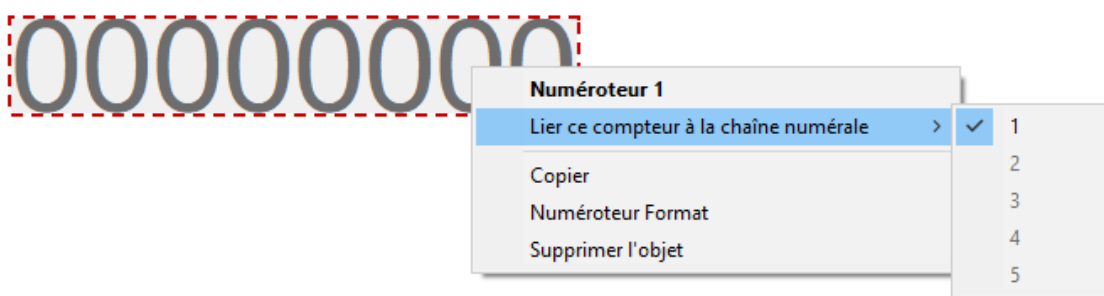 00000000
Numéroteur 1
Lier ce compteur à la chaîne numérale
1
2
3
4
5
Copier
Numéroteur Format
Supprimer l'objet